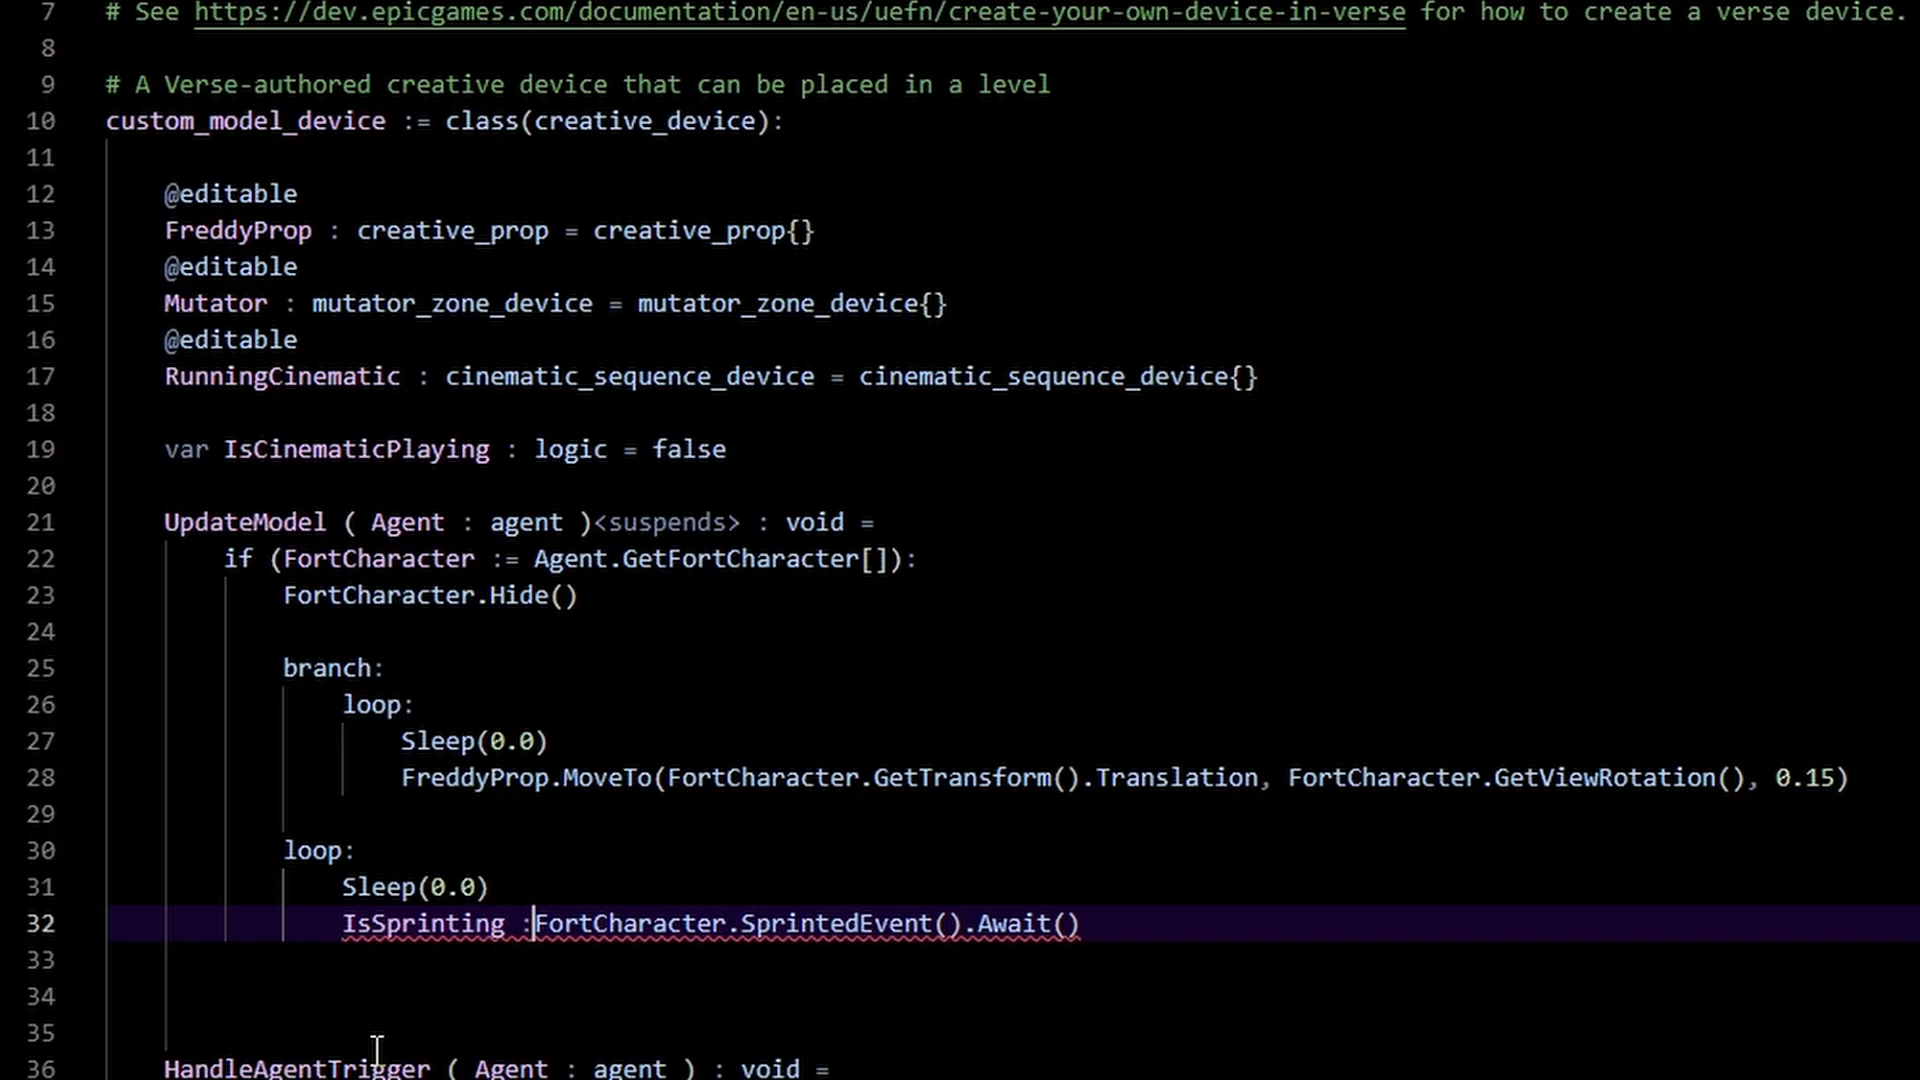 7 # See https://dev.epicgames.com/documentation/en-us/uefn/create-your-own-device-in-verse for how to create a verse device.
8
9 # A Verse-authored creative device that can be placed in a level
10 custom_model_device := class(creative_device):
11
12 @editable
13 FreddyProp : creative_prop = creative_prop{}
14 @editable
15 Mutator : mutator_zone_device = mutator_zone_device{}
16 @editable
17 RunningCinematic : cinematic_sequence_device = cinematic_sequence_device{}
18
19 var IsCinematicPlaying : logic = false
20
21 UpdateModel ( Agent : agent )<suspends> : void =
22 if (FortCharacter := Agent.GetFortCharacter[]):
23 FortCharacter.Hide()
24
25 branch:
26 loop:
27 Sleep(0.0)
28 FreddyProp.MoveTo(FortCharacter.GetTransform().Translation, FortCharacter.GetViewRotation(), 0.15)
29
30 loop:
31 Sleep(0.0)
32 IsSprinting :FortCharacter.SprintedEvent().Await()
33
34
35
36 HandleAgentTrigger ( Agent : agent ) : void =